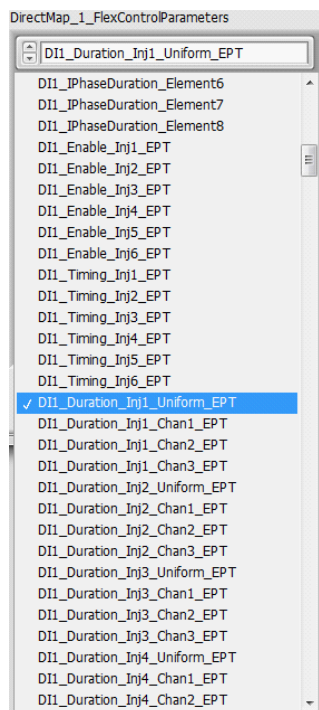 DirectMap_1_FlexControlParameters
DI1_Duration_Inj1_Uniform_EPT
DI1_IPhaseDuration_Element6
DI1_IPhaseDuration_Element7
DI1_IPhaseDuration_Element8
DI1_Enable_Inj1_EPT
DI1_Enable_Inj2_EPT
DI1_Enable_Inj3_EPT
DI1_Enable_Inj4_EPT
DI1_Enable_Inj5_EPT
DI1_Enable_Inj6_EPT
DI1_Timing_Inj1_EPT
DI1_Timing_Inj2_EPT
DI1_Timing_Inj3_EPT
DI1_Timing_Inj4_EPT
DI1_Timing_Inj5_EPT
DI1_Timing_Inj6_EPT
✓ DI1_Duration_Inj1_Uniform_EPT
DI1_Duration_Inj1_Chan1_EPT
DI1_Duration_Inj1_Chan2_EPT
DI1_Duration_Inj1_Chan3_EPT
DI1_Duration_Inj2_Uniform_EPT
DI1_Duration_Inj2_Chan1_EPT
DI1_Duration_Inj2_Chan2_EPT
DI1_Duration_Inj2_Chan3_EPT
DI1_Duration_Inj3_Uniform_EPT
DI1_Duration_Inj3_Chan1_EPT
DI1_Duration_Inj3_Chan2_EPT
DI1_Duration_Inj3_Chan3_EPT
DI1_Duration_Inj4_Uniform_EPT
DI1_Duration_Inj4_Chan1_EPT
DI1_Duration_Inj4_Chan2_EPT